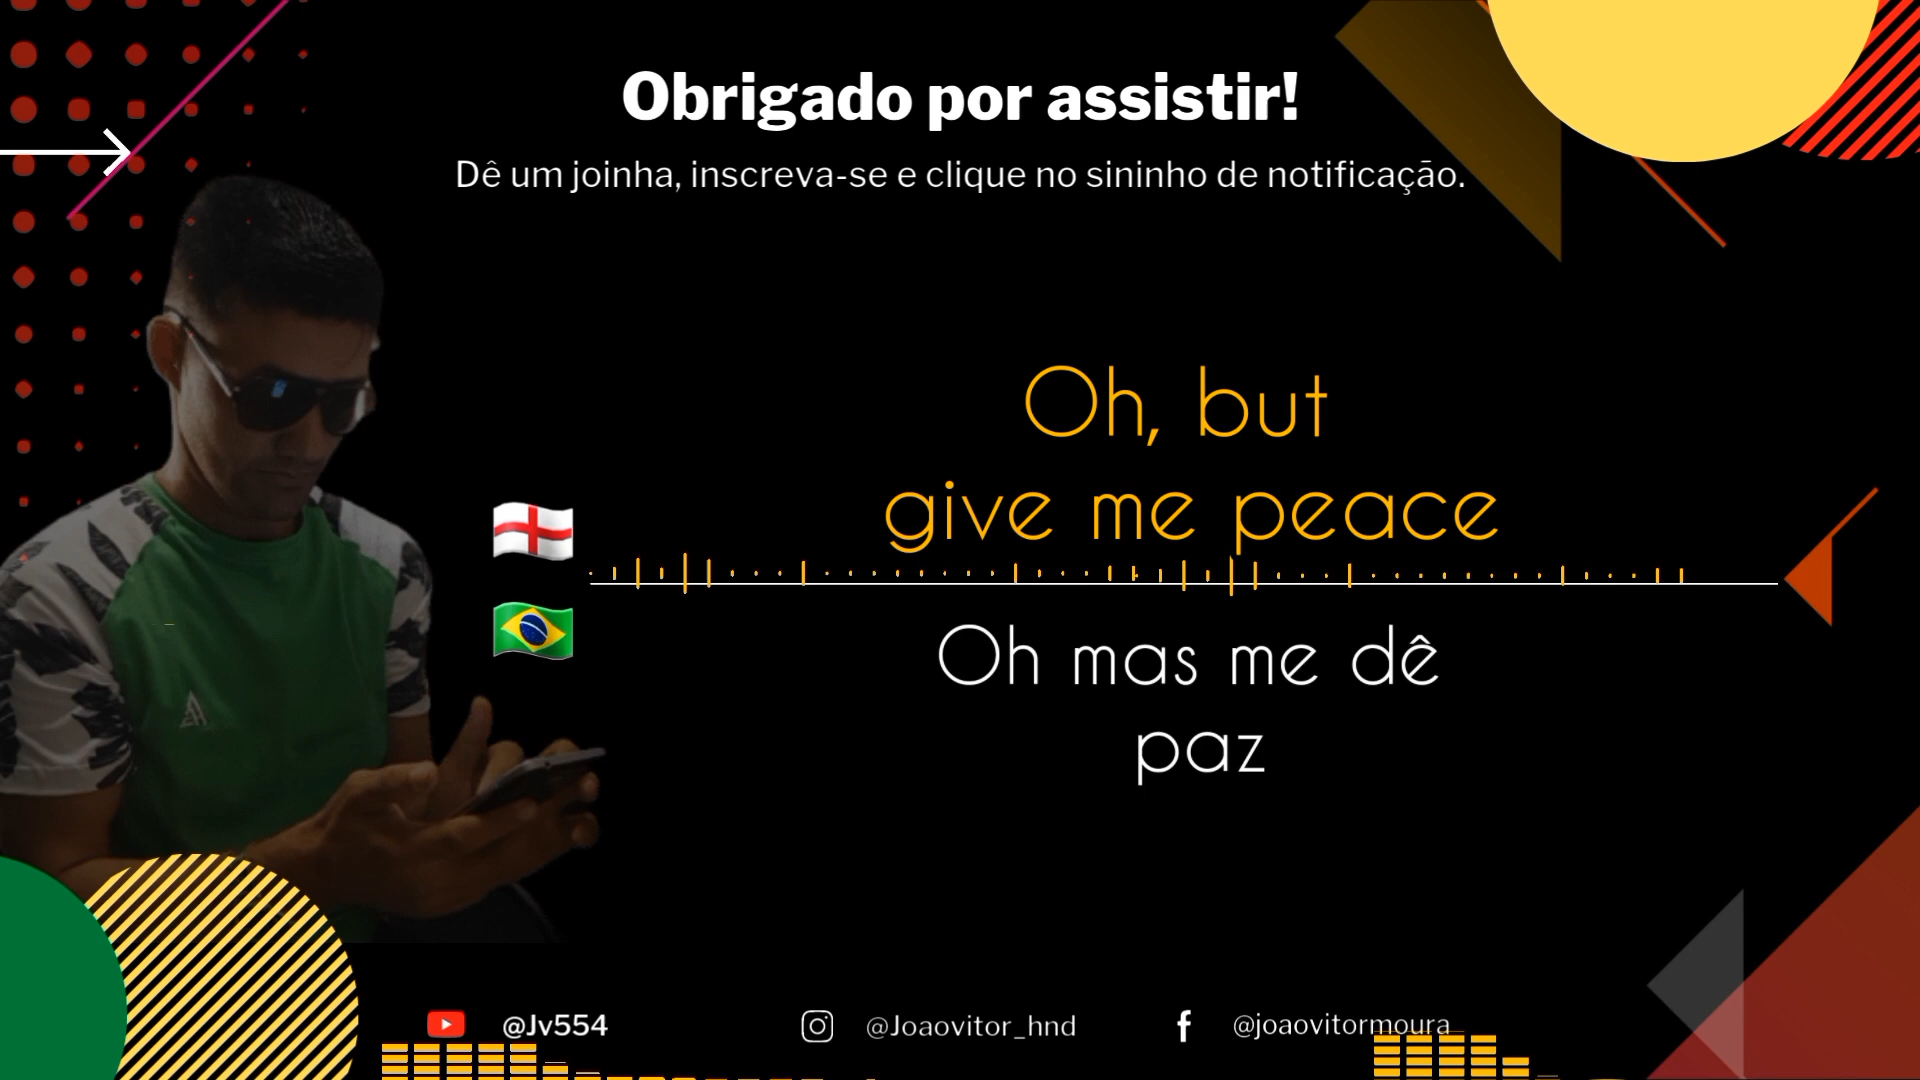 Obrigado por assistir!
Dê um joinha, inscreva-se e clique no sininho de notificação.
Oh, but
give me peace
Oh mas me dê
paz
@Jv554
@Joaovitor_hnd
@joaovitormoura